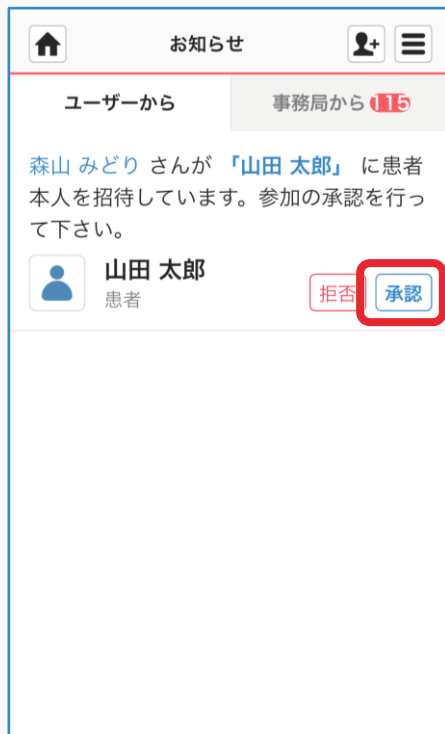 お知らせ
ユーザーから
事務局から 115
森山 みどり さんが 「山田 太郎」 に患者
本人を招待しています。参加の承認を行っ
て下さい。
山田 太郎
患者
拒否
承認